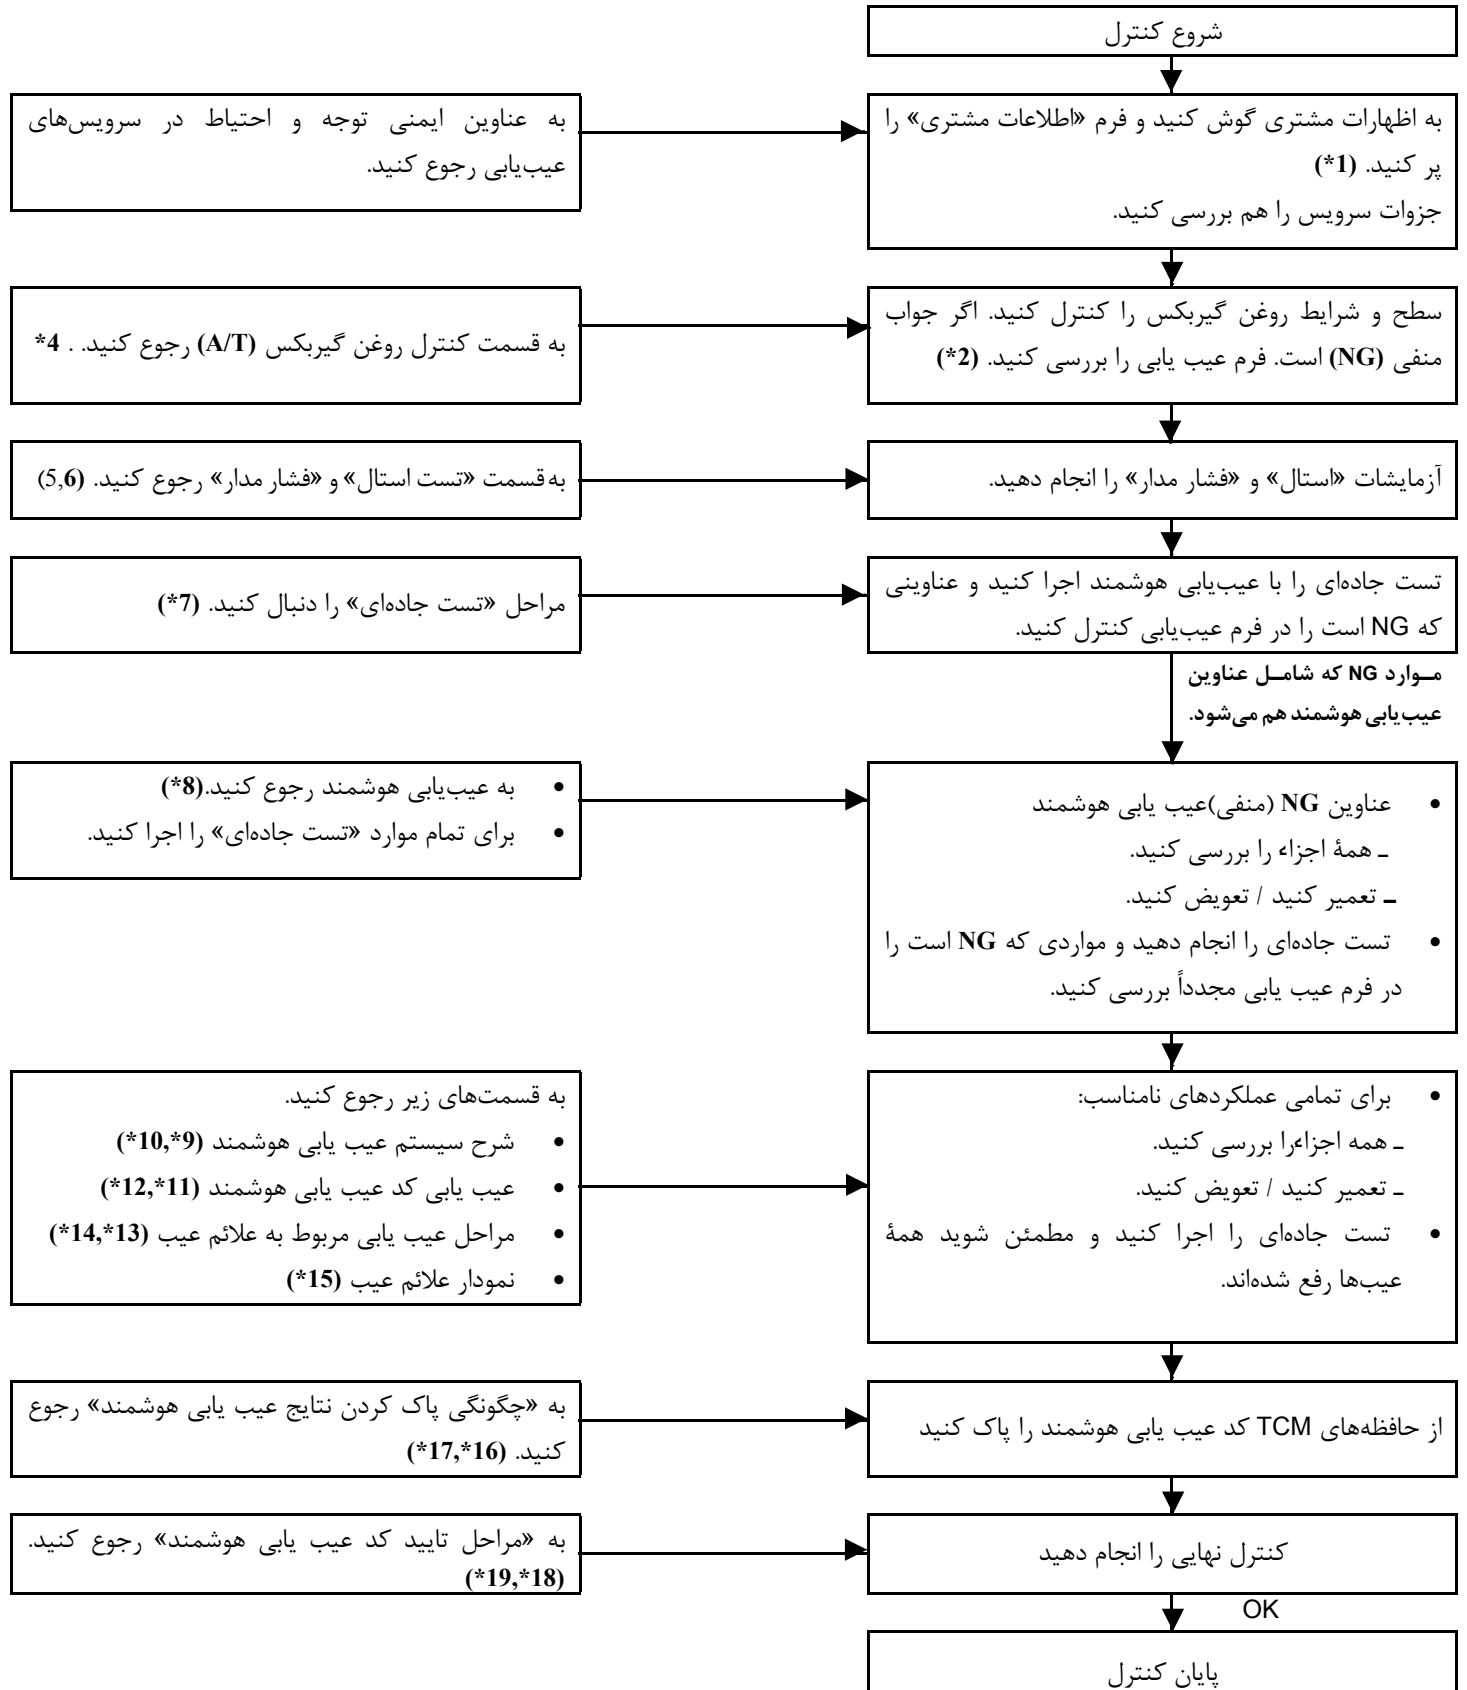 شروع کنترل
به اظهارات مشتری گوش کنید و فرم «اطلاعات مشتری» را
پر کنید. (1*)
جزوات سرویس را هم بررسی کنید.
به عناوین ایمنی توجه و احتیاط در سرویس‌های
عیب‌یابی رجوع کنید.
سطح و شرایط روغن گیربکس را کنترل کنید. اگر جواب
منفی (NG) است. فرم عیب یابی را بررسی کنید. (2*)
به قسمت کنترل روغن گیربکس (A/T) رجوع کنید. . 4*
آزمایشات «استال» و «فشار مدار» را انجام دهید.
به قسمت «تست استال» و «فشار مدار» رجوع کنید. (5,6)
تست جاده‌ای را با عیب‌یابی هوشمند اجرا کنید و عناوینی
که NG است را در فرم عیب‌یابی کنترل کنید.
مراحل «تست جاده‌ای» را دنبال کنید. (7*)
مـوارد NG که شامـل عناوین
عیب‌یابی هوشمند هم می‌شود.
• عناوین NG (منفی)عیب یابی هوشمند
ـ همۀ اجزاء را بررسی کنید.
ـ تعمیر کنید / تعویض کنید.
• تست جاده‌ای را انجام دهید و مواردی که NG است را
در فرم عیب یابی مجدداً بررسی کنید.
• به عیب‌یابی هوشمند رجوع کنید.(8*)
• برای تمام موارد «تست جاده‌ای» را اجرا کنید.
• برای تمامی عملکردهای نامناسب:
ـ همه اجزاءرا بررسی کنید.
ـ تعمیر کنید / تعویض کنید.
• تست جاده‌ای را اجرا کنید و مطمئن شوید همۀ
عیب‌ها رفع شده‌اند.
به قسمت‌های زیر رجوع کنید.
• شرح سیستم عیب یابی هوشمند (9*,10*)
• عیب یابی کد عیب یابی هوشمند (11*,12*)
• مراحل عیب یابی مربوط به علائم عیب (13*,14*)
• نمودار علائم عیب (15*)
از حافظه‌های TCM کد عیب یابی هوشمند را پاک کنید
به «چگونگی پاک کردن نتایج عیب یابی هوشمند» رجوع
کنید. (16*,17*)
کنترل نهایی را انجام دهید
به «مراحل تایید کد عیب یابی هوشمند» رجوع کنید.
(18*,19*)
OK
پایان کنترل